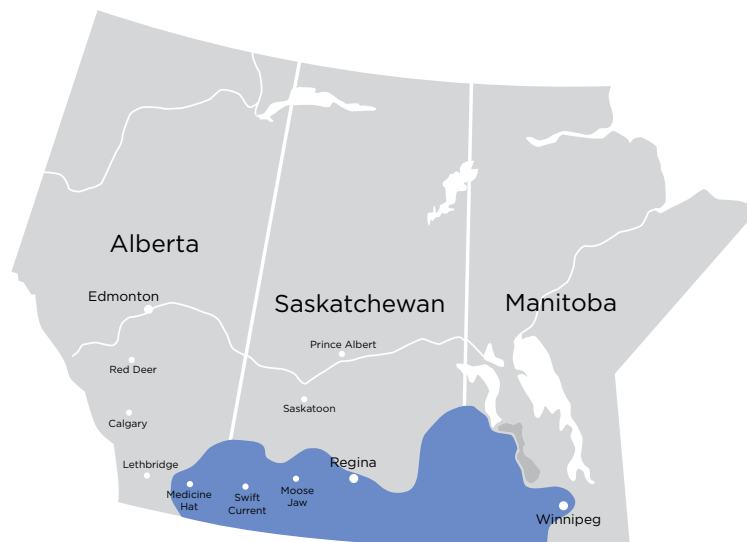 Alberta
Edmonton
Saskatchewan
Manitoba
Prince Albert
Red Deer
Saskatoon
Calgary
Lethbridge
Regina
Medicine
Hat
Swift
Current
Moose
Jaw
Winnipeg